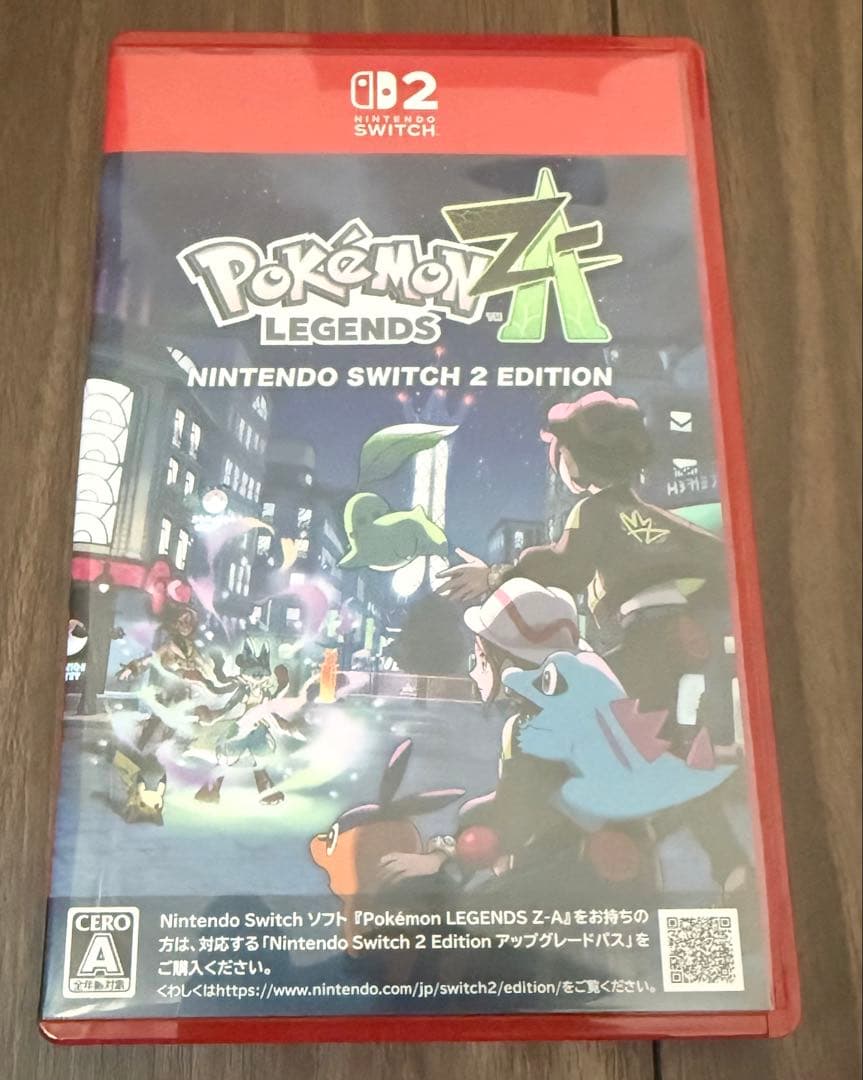 2
NINTENDO
SWITCH
POKéMON
LEGENDS
Z-A
TM
NINTENDO SWITCH 2 EDITION
CERO
A
全年齢対象
Nintendo Switch ソフト『Pokémon LEGENDS Z-A』をお持ちの
方は、対応する「Nintendo Switch 2 Edition アップグレードパス」を
ご購入ください。
くわしくはhttps://www.nintendo.com/jp/switch2/edition/をご覧ください。